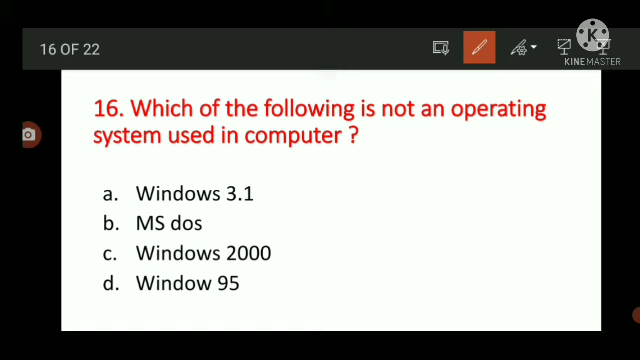 16 OF 22
K
KINEMASTER
16. Which of the following is not an operating
system used in computer ?
a. Windows 3.1
b. MS dos
c. Windows 2000
d. Window 95